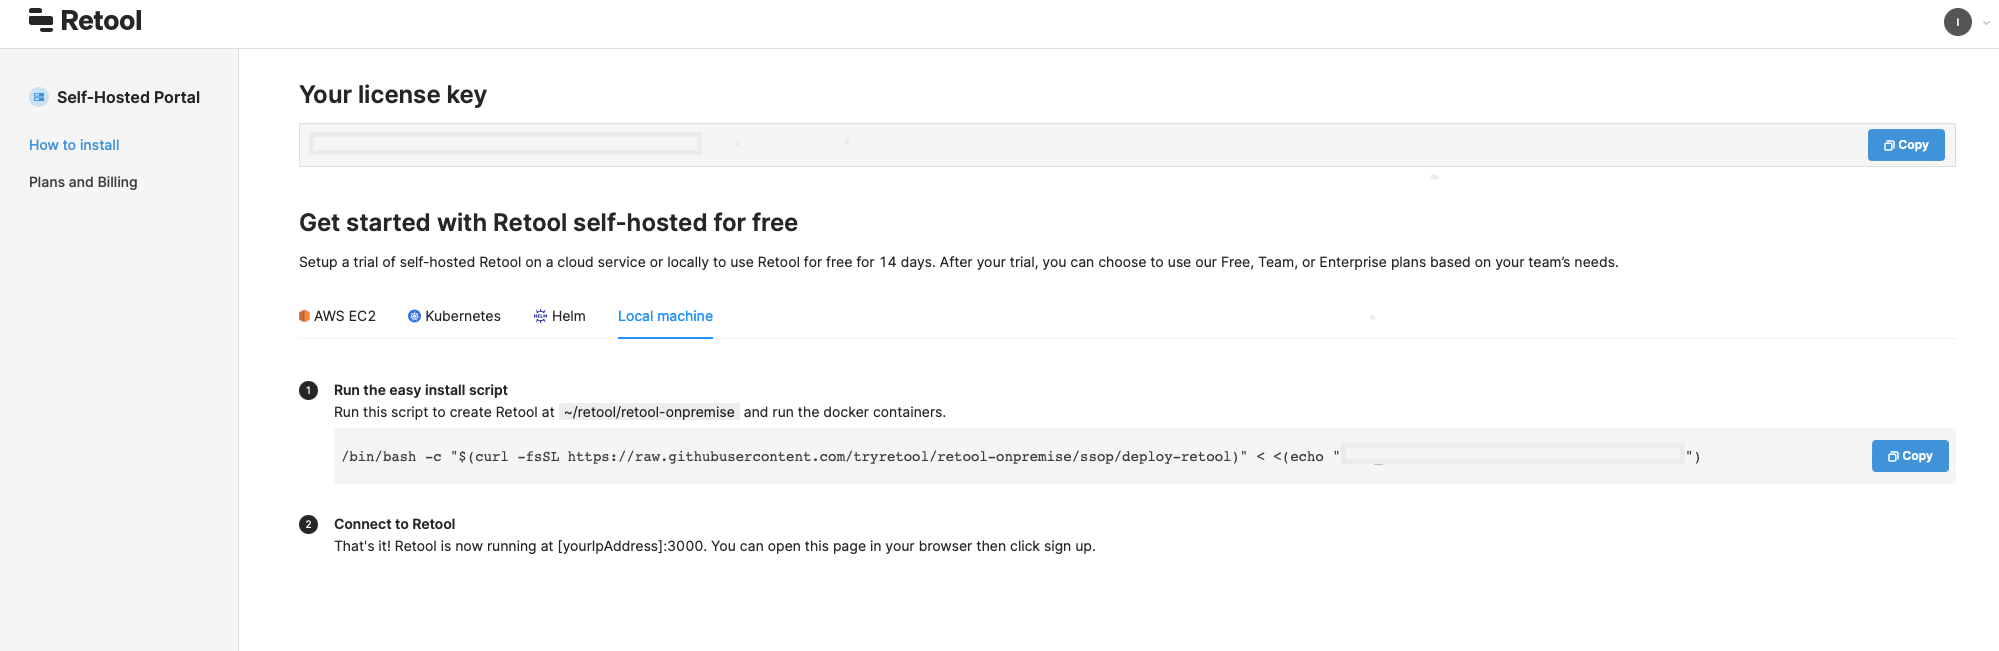 Retool
I
Self-Hosted Portal
How to install
Plans and Billing
Your license key
Copy
Get started with Retool self-hosted for free
Setup a trial of self-hosted Retool on a cloud service or locally to use Retool for free for 14 days. After your trial, you can choose to use our Free, Team, or Enterprise plans based on your team’s needs.
AWS EC2 Kubernetes HELM Helm Local machine
1 Run the easy install script
Run this script to create Retool at ~/retool/retool-onpremise and run the docker containers.
/bin/bash -c "$(curl -fsSL https://raw.githubusercontent.com/tryretool/retool-onpremise/ssop/deploy-retool)" < <(echo " ")
Copy
2 Connect to Retool
That's it! Retool is now running at [yourIpAddress]:3000. You can open this page in your browser then click sign up.